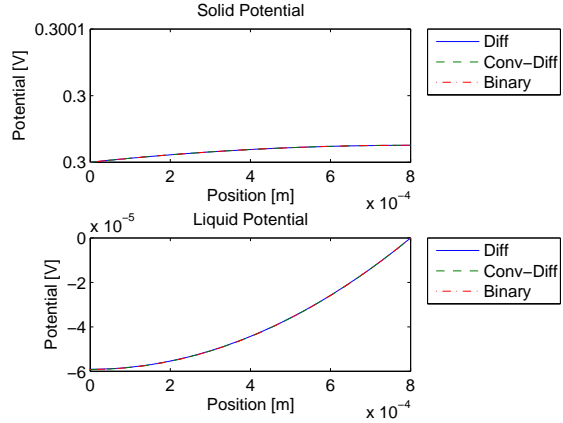 Solid Potential
0.3001
0.3
0.3
Potential [V]
0 2 4 6 8
x 10⁻⁴
Position [m]
Diff
Conv-Diff
Binary
x 10⁻⁵
Liquid Potential
0
-2
-4
-6
Potential [V]
0 2 4 6 8
x 10⁻⁴
Position [m]
Diff
Conv-Diff
Binary